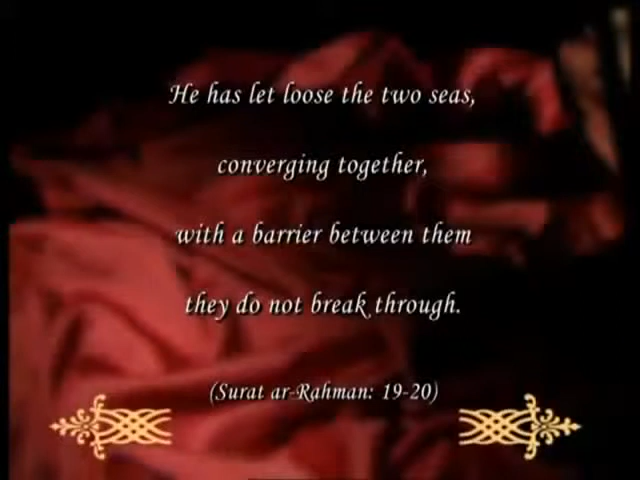 He has let loose the two seas,
converging together,
with a barrier between them
they do not break through.
(Surat ar-Rahman: 19-20)